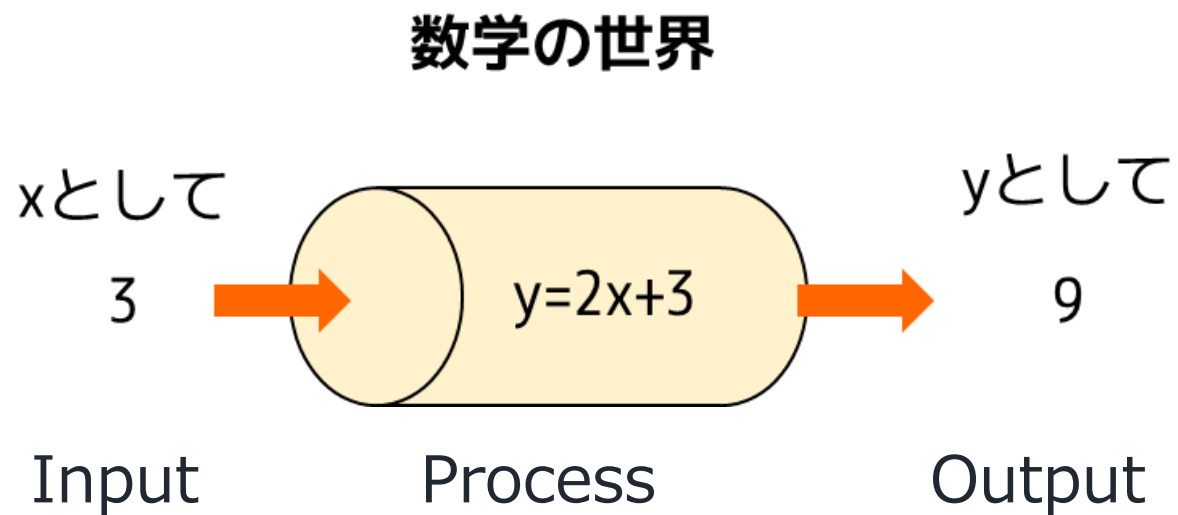 数学の世界
xとして
yとして
3
y=2x+3
9
Input
Process
Output